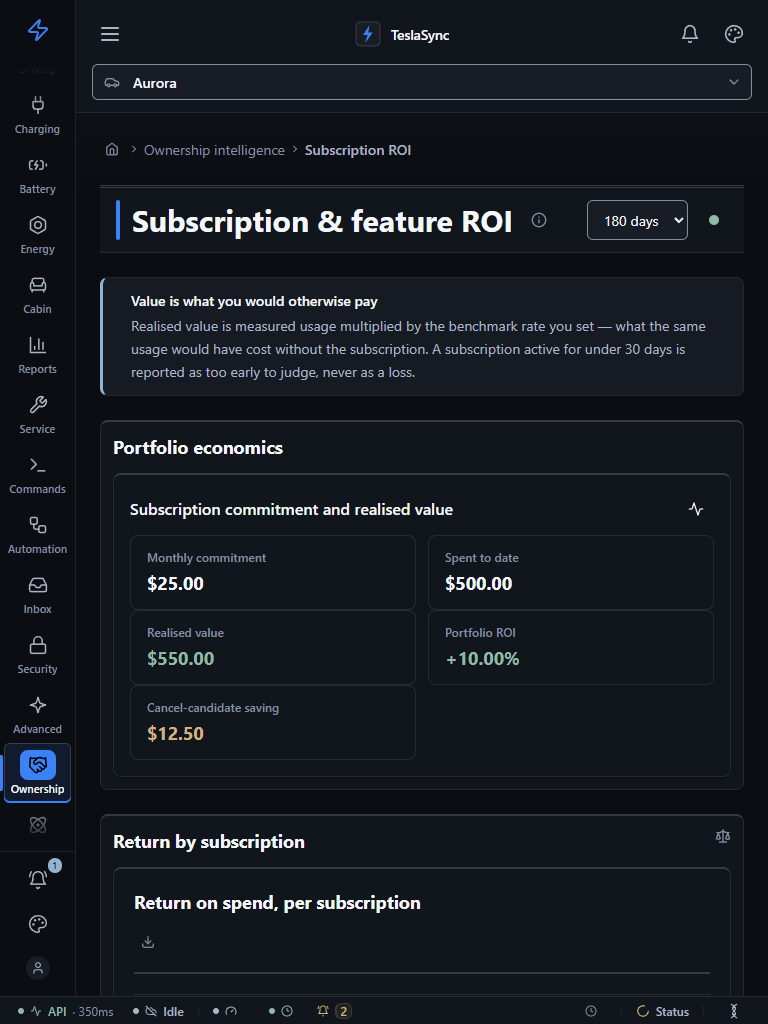 TeslaSync
Aurora
Charging
Battery
Energy
Cabin
Reports
Service
Commands
Automation
Inbox
Security
Advanced
Ownership
1
Ownership intelligence > Subscription ROI
Subscription & feature ROI
180 days
Value is what you would otherwise pay
Realised value is measured usage multiplied by the benchmark rate you set — what the same
usage would have cost without the subscription. A subscription active for under 30 days is
reported as too early to judge, never as a loss.
Portfolio economics
Subscription commitment and realised value
Monthly commitment
$25.00
Spent to date
$500.00
Realised value
$550.00
Portfolio ROI
+10.00%
Cancel-candidate saving
$12.50
Return by subscription
Return on spend, per subscription
API · 350ms
Idle
2
Status